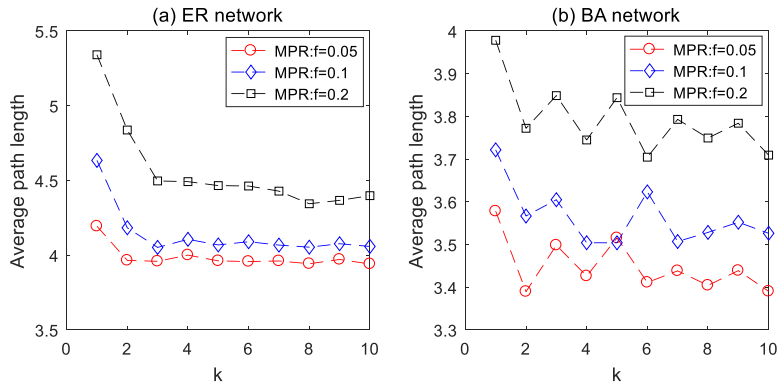 (a) ER network
5.5
5
4.5
4
3.5
Average path length
0 2 4 6 8 10
k
MPR:f=0.05
MPR:f=0.1
MPR:f=0.2
(b) BA network
4
3.9
3.8
3.7
3.6
3.5
3.4
3.3
Average path length
0 2 4 6 8 10
k
MPR:f=0.05
MPR:f=0.1
MPR:f=0.2